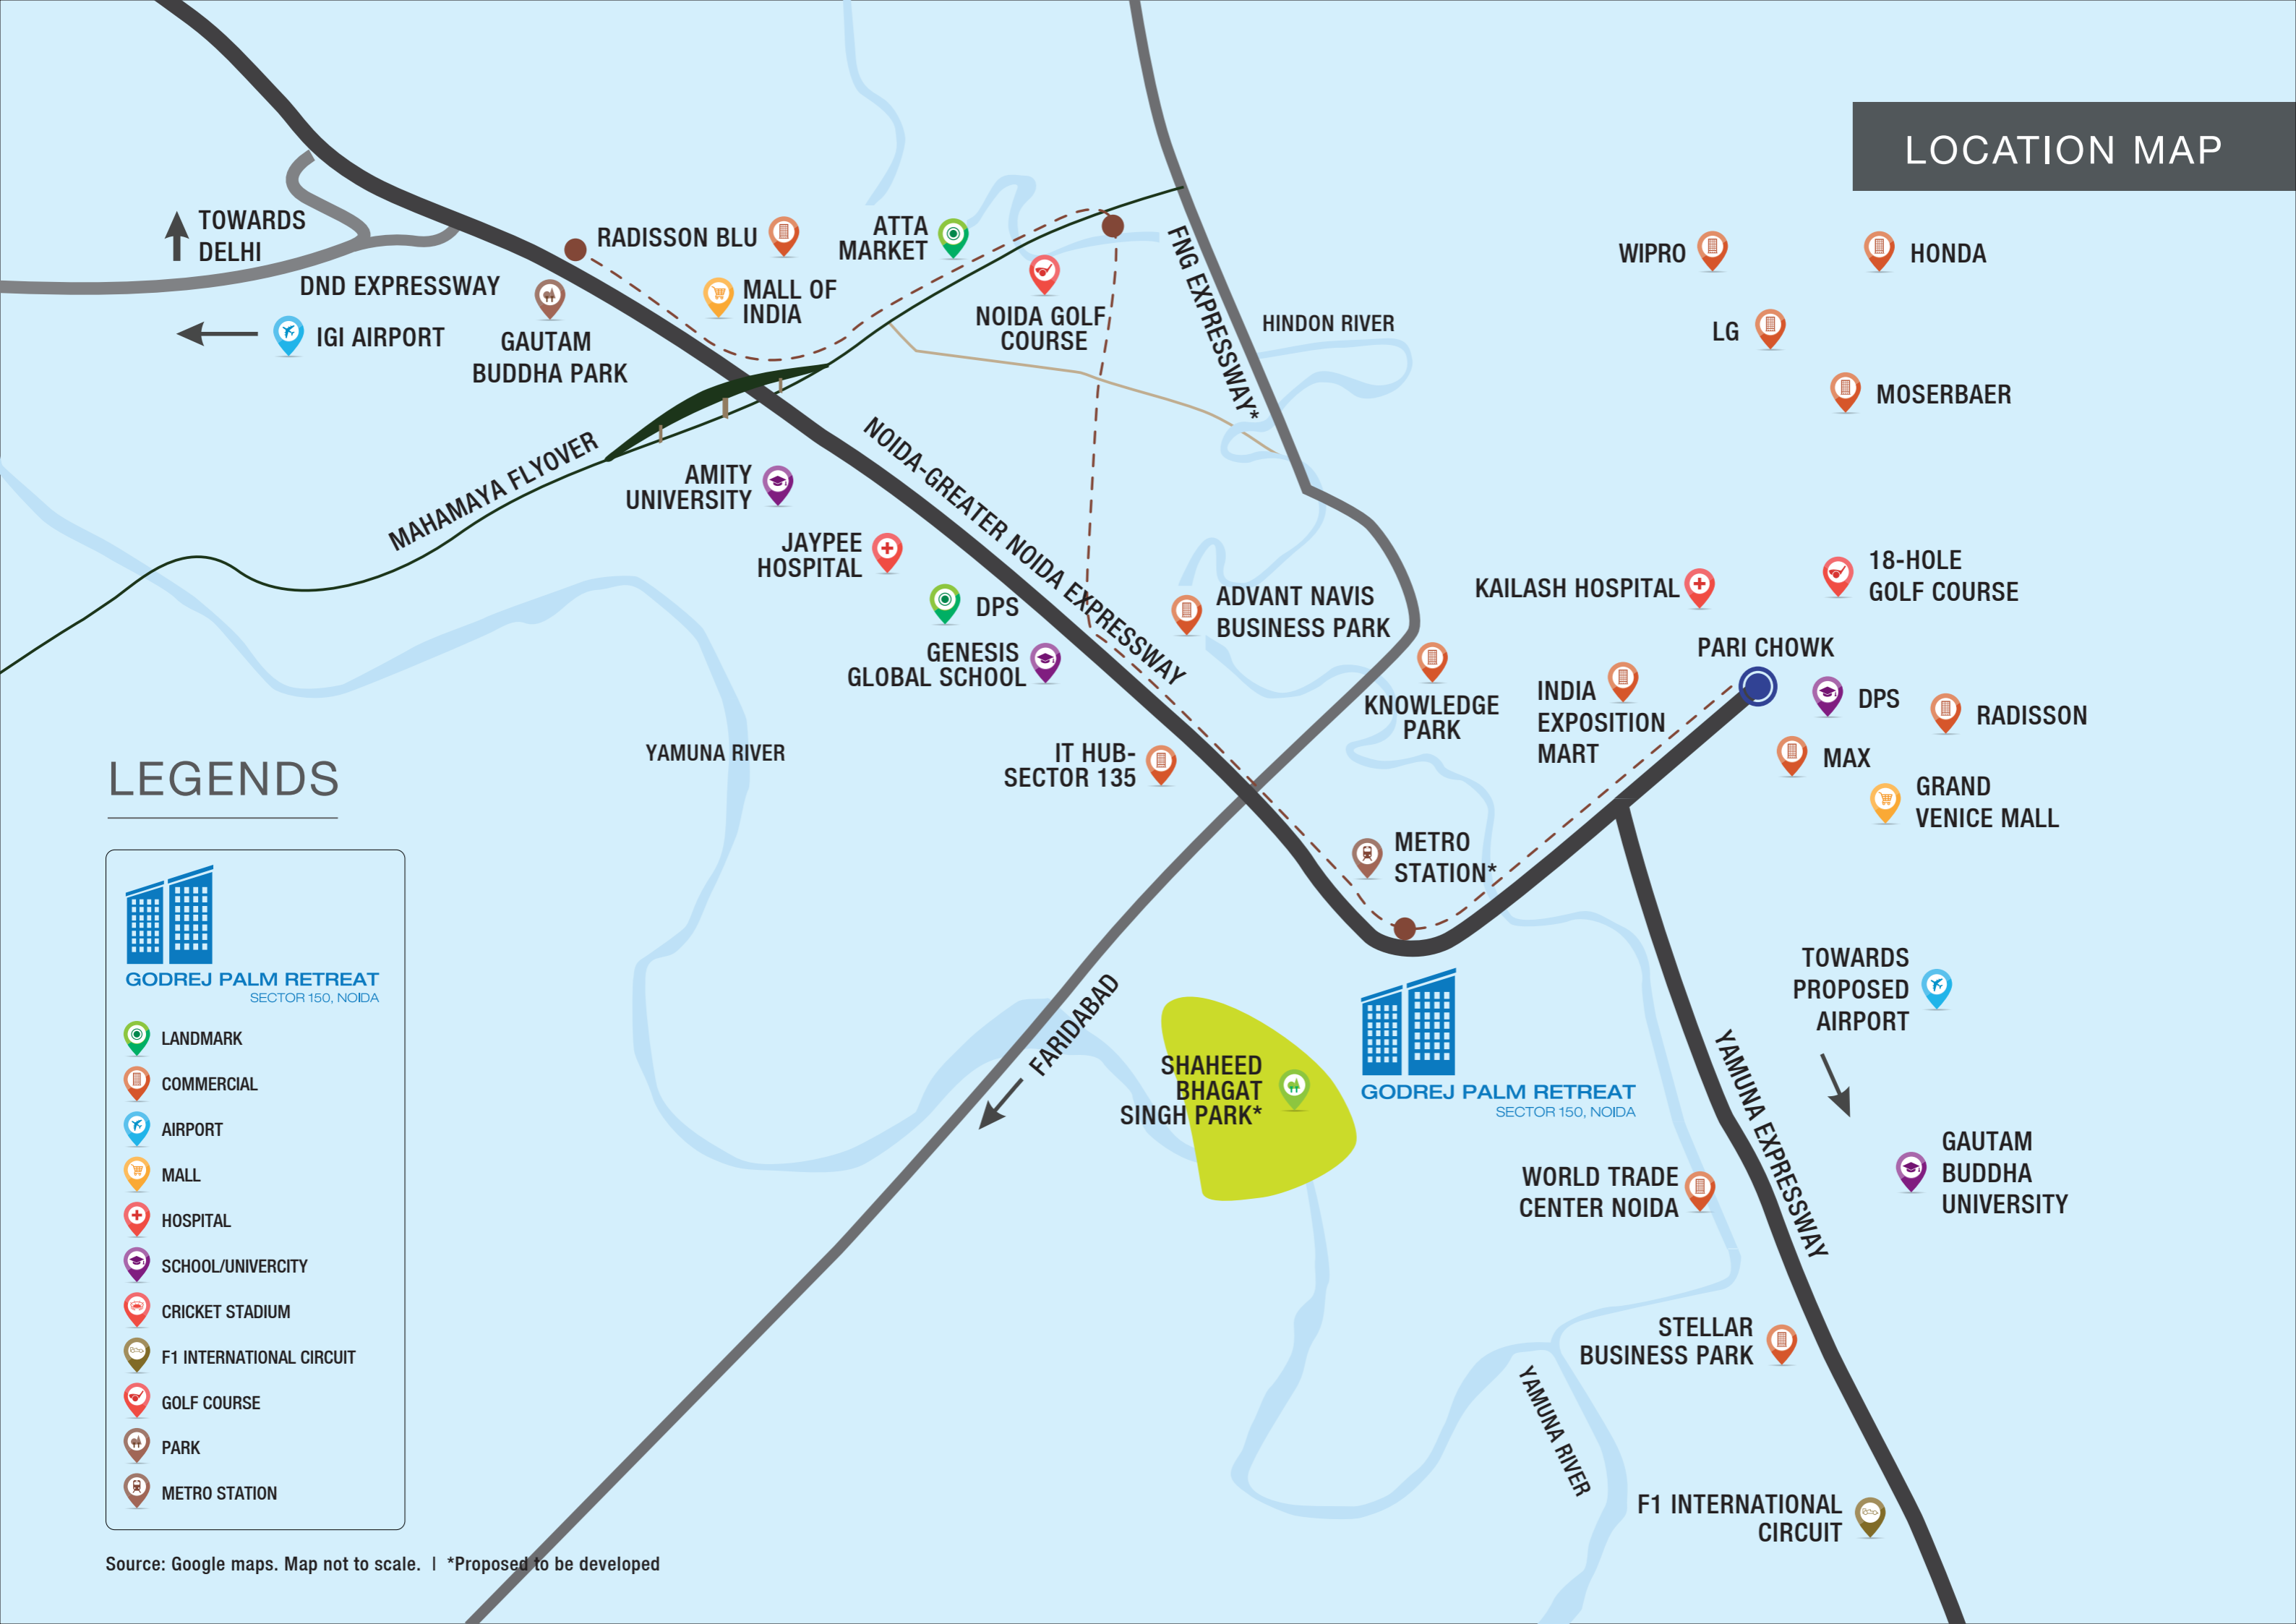 LOCATION MAP
TOWARDS
DELHI
DND EXPRESSWAY
IGI AIRPORT
GAUTAM
BUDDHA PARK
RADISSON BLU
MALL OF
INDIA
ATTA
MARKET
NOIDA GOLF
COURSE
FNG EXPRESSWAY*
HINDON RIVER
WIPRO
HONDA
LG
MOSERBAER
MAHAMAYA FLYOVER
NOIDA-GREATER NOIDA EXPRESSWAY
AMITY
UNIVERSITY
JAYPEE
HOSPITAL
DPS
GENESIS
GLOBAL SCHOOL
ADVANT NAVIS
BUSINESS PARK
KAILASH HOSPITAL
18-HOLE
GOLF COURSE
PARI CHOWK
KNOWLEDGE
PARK
INDIA
EXPOSITION
MART
DPS
RADISSON
MAX
GRAND
VENICE MALL
YAMUNA RIVER
IT HUB-
SECTOR 135
METRO
STATION*
TOWARDS
PROPOSED
AIRPORT
FARIDABAD
SHAHEED
BHAGAT
SINGH PARK*
GODREJ PALM RETREAT
SECTOR 150, NOIDA
YAMUNA EXPRESSWAY
GAUTAM
BUDDHA
UNIVERSITY
WORLD TRADE
CENTER NOIDA
STELLAR
BUSINESS PARK
YAMUNA RIVER
F1 INTERNATIONAL
CIRCUIT
LEGENDS
GODREJ PALM RETREAT
SECTOR 150, NOIDA
LANDMARK
COMMERCIAL
AIRPORT
MALL
HOSPITAL
SCHOOL/UNIVERCITY
CRICKET STADIUM
F1 INTERNATIONAL CIRCUIT
GOLF COURSE
PARK
METRO STATION
Source: Google maps. Map not to scale. | *Proposed to be developed